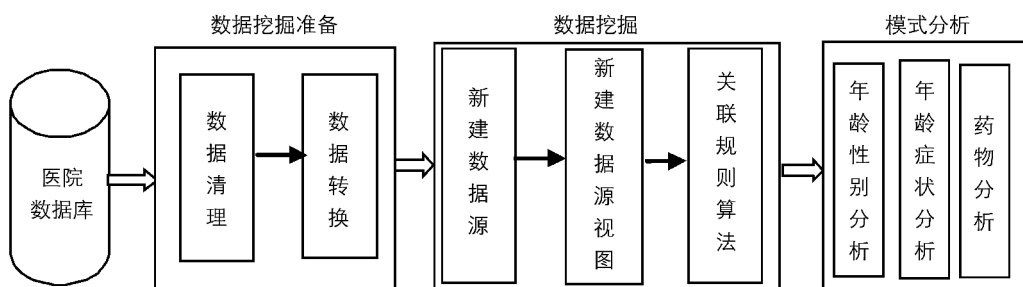 数据挖掘准备
数据挖掘
模式分析
医院
数据库
数据清理
数据转换
新建数据源
新建数据源视图
关联规则算法
年龄性别分析
年龄症状分析
药物分析